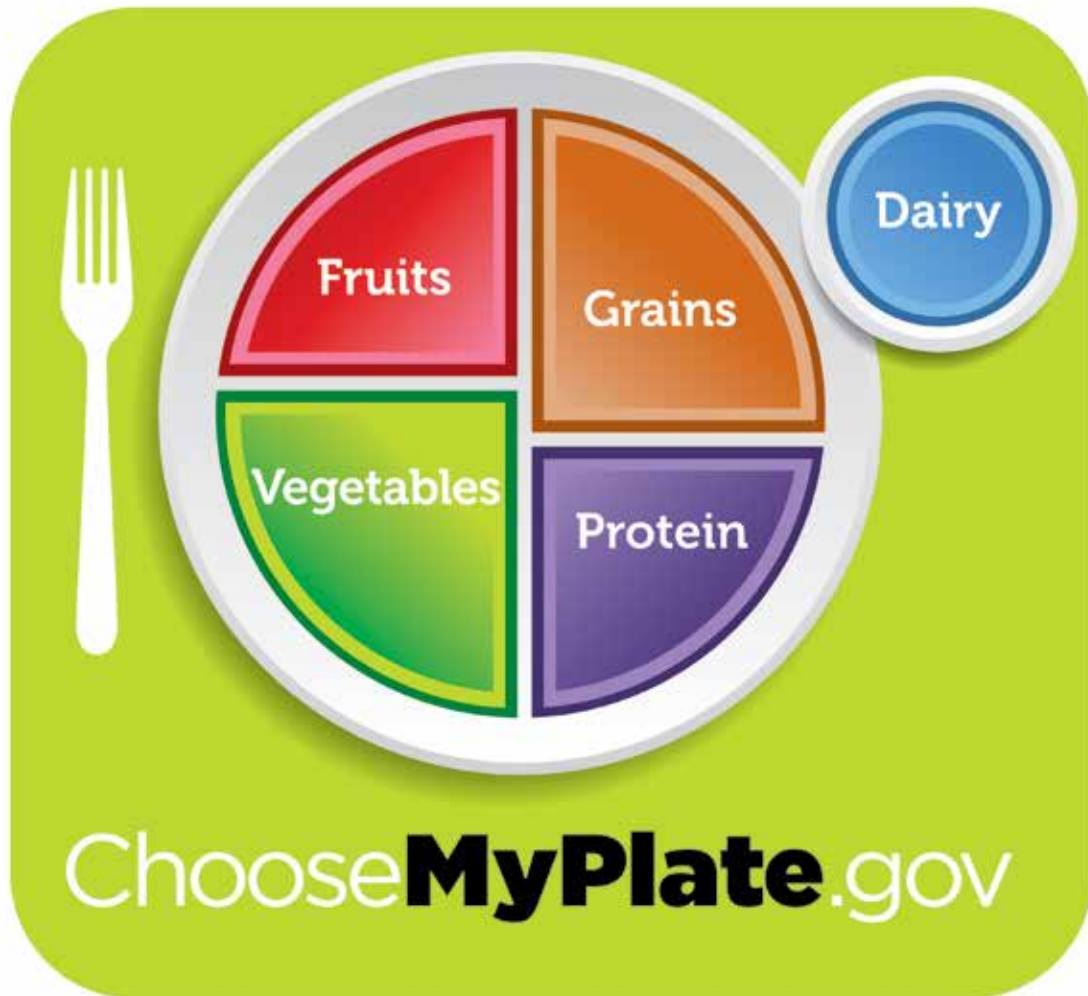 Dairy
Fruits
Grains
Vegetables
Protein
ChooseMyPlate.gov